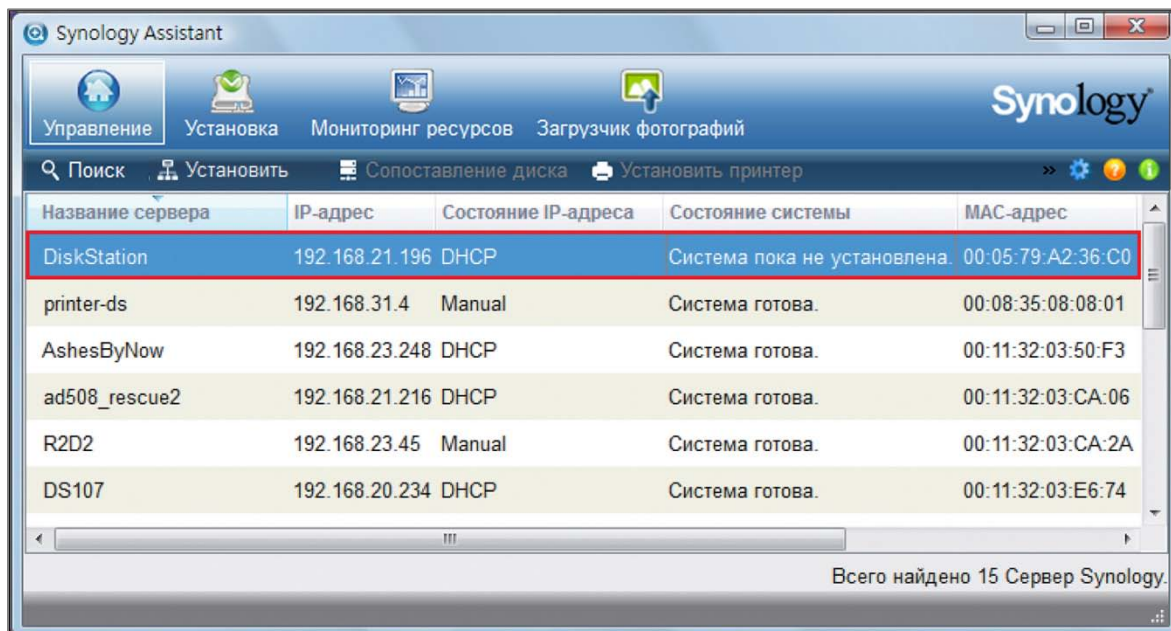 Synology Assistant
Управление Установка Мониторинг ресурсов Загрузчик фотографий Synology
Поиск Установить Сопоставление диска Установить принтер »
Название сервера IP-адрес Состояние IP-адреса Состояние системы MAC-адрес
DiskStation 192.168.21.196 DHCP Система пока не установлена. 00:05:79:A2:36:C0
printer-ds 192.168.31.4 Manual Система готова. 00:08:35:08:08:01
AshesByNow 192.168.23.248 DHCP Система готова. 00:11:32:03:50:F3
ad508_rescue2 192.168.21.216 DHCP Система готова. 00:11:32:03:CA:06
R2D2 192.168.23.45 Manual Система готова. 00:11:32:03:CA:2A
DS107 192.168.20.234 DHCP Система готова. 00:11:32:03:E6:74
Всего найдено 15 Сервер Synology.